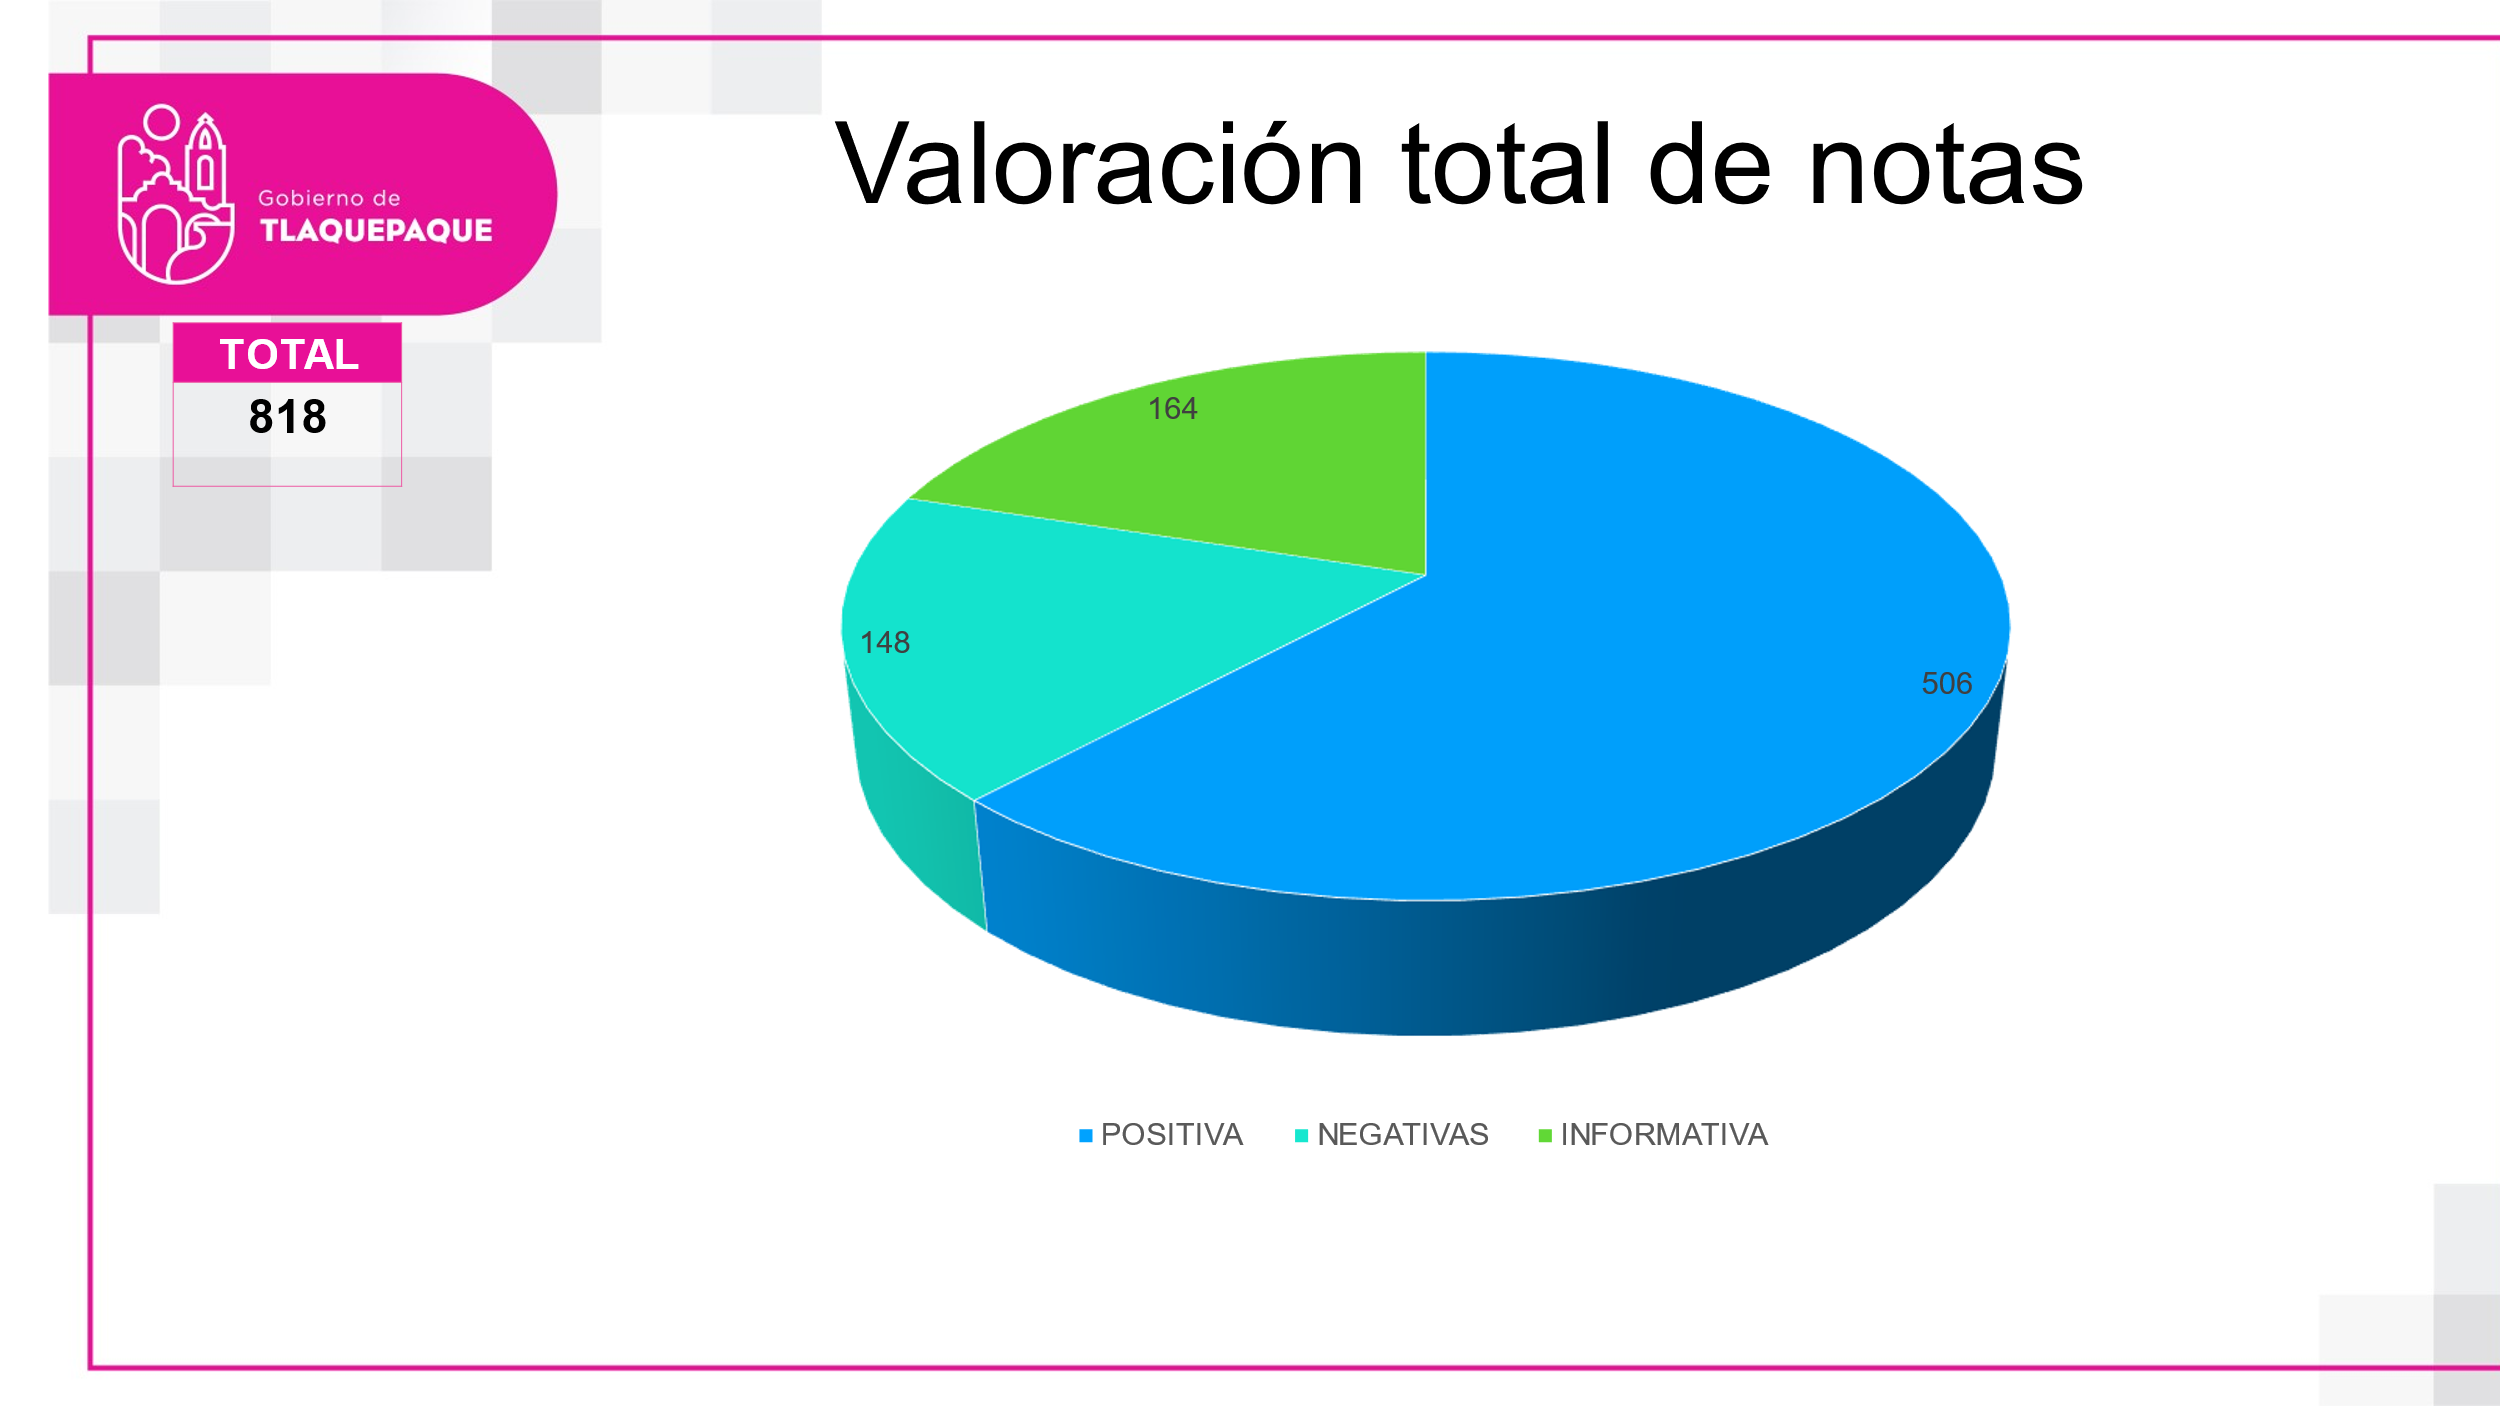 Valoración total de notas
Gobierno de
TLAQUEPAQUE
TOTAL
818
164
148
506
POSITIVA NEGATIVAS INFORMATIVA